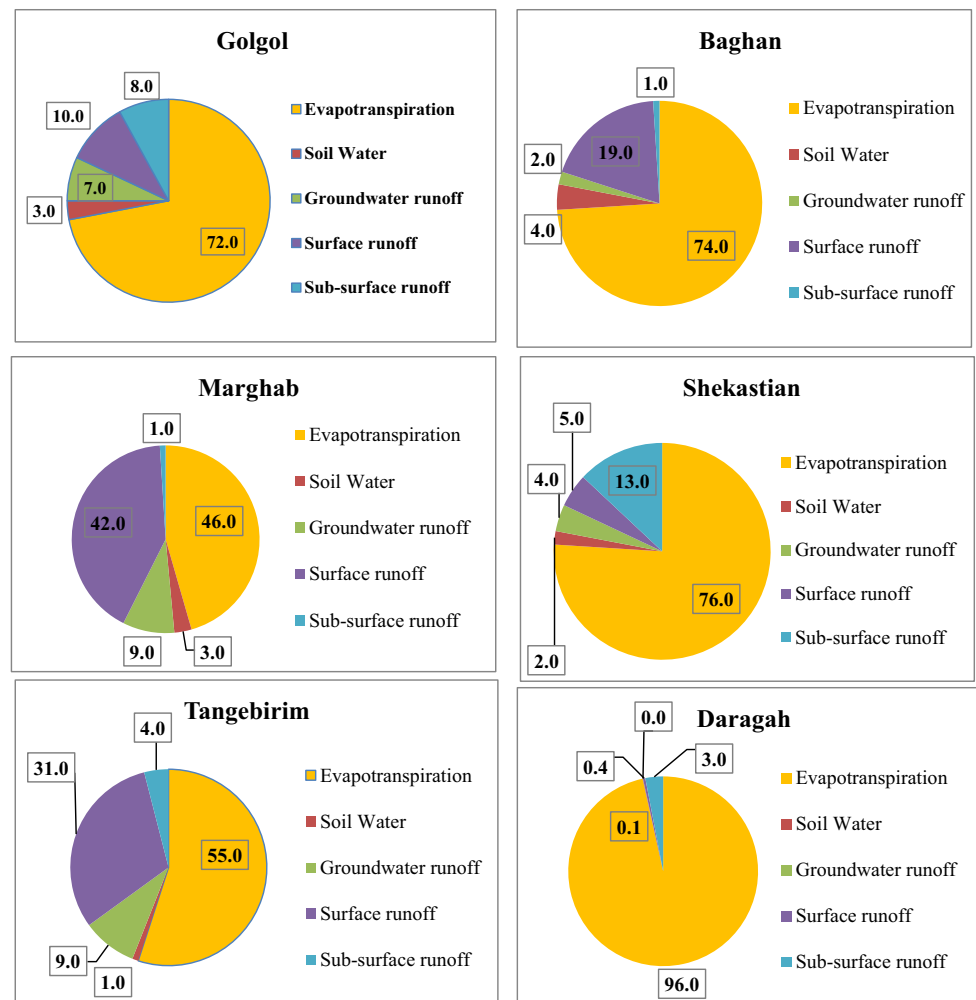 Golgol
8.0
10.0
7.0
3.0
72.0
Evapotranspiration
Soil Water
Groundwater runoff
Surface runoff
Sub-surface runoff
Baghan
1.0
19.0
2.0
4.0
74.0
Evapotranspiration
Soil Water
Groundwater runoff
Surface runoff
Sub-surface runoff
Marghab
1.0
42.0
46.0
9.0
3.0
Evapotranspiration
Soil Water
Groundwater runoff
Surface runoff
Sub-surface runoff
Shekastian
5.0
4.0
13.0
76.0
2.0
Evapotranspiration
Soil Water
Groundwater runoff
Surface runoff
Sub-surface runoff
Tangebirim
4.0
31.0
55.0
9.0
1.0
Evapotranspiration
Soil Water
Groundwater runoff
Surface runoff
Sub-surface runoff
Daragah
0.0
0.4
3.0
0.1
96.0
Evapotranspiration
Soil Water
Groundwater runoff
Surface runoff
Sub-surface runoff